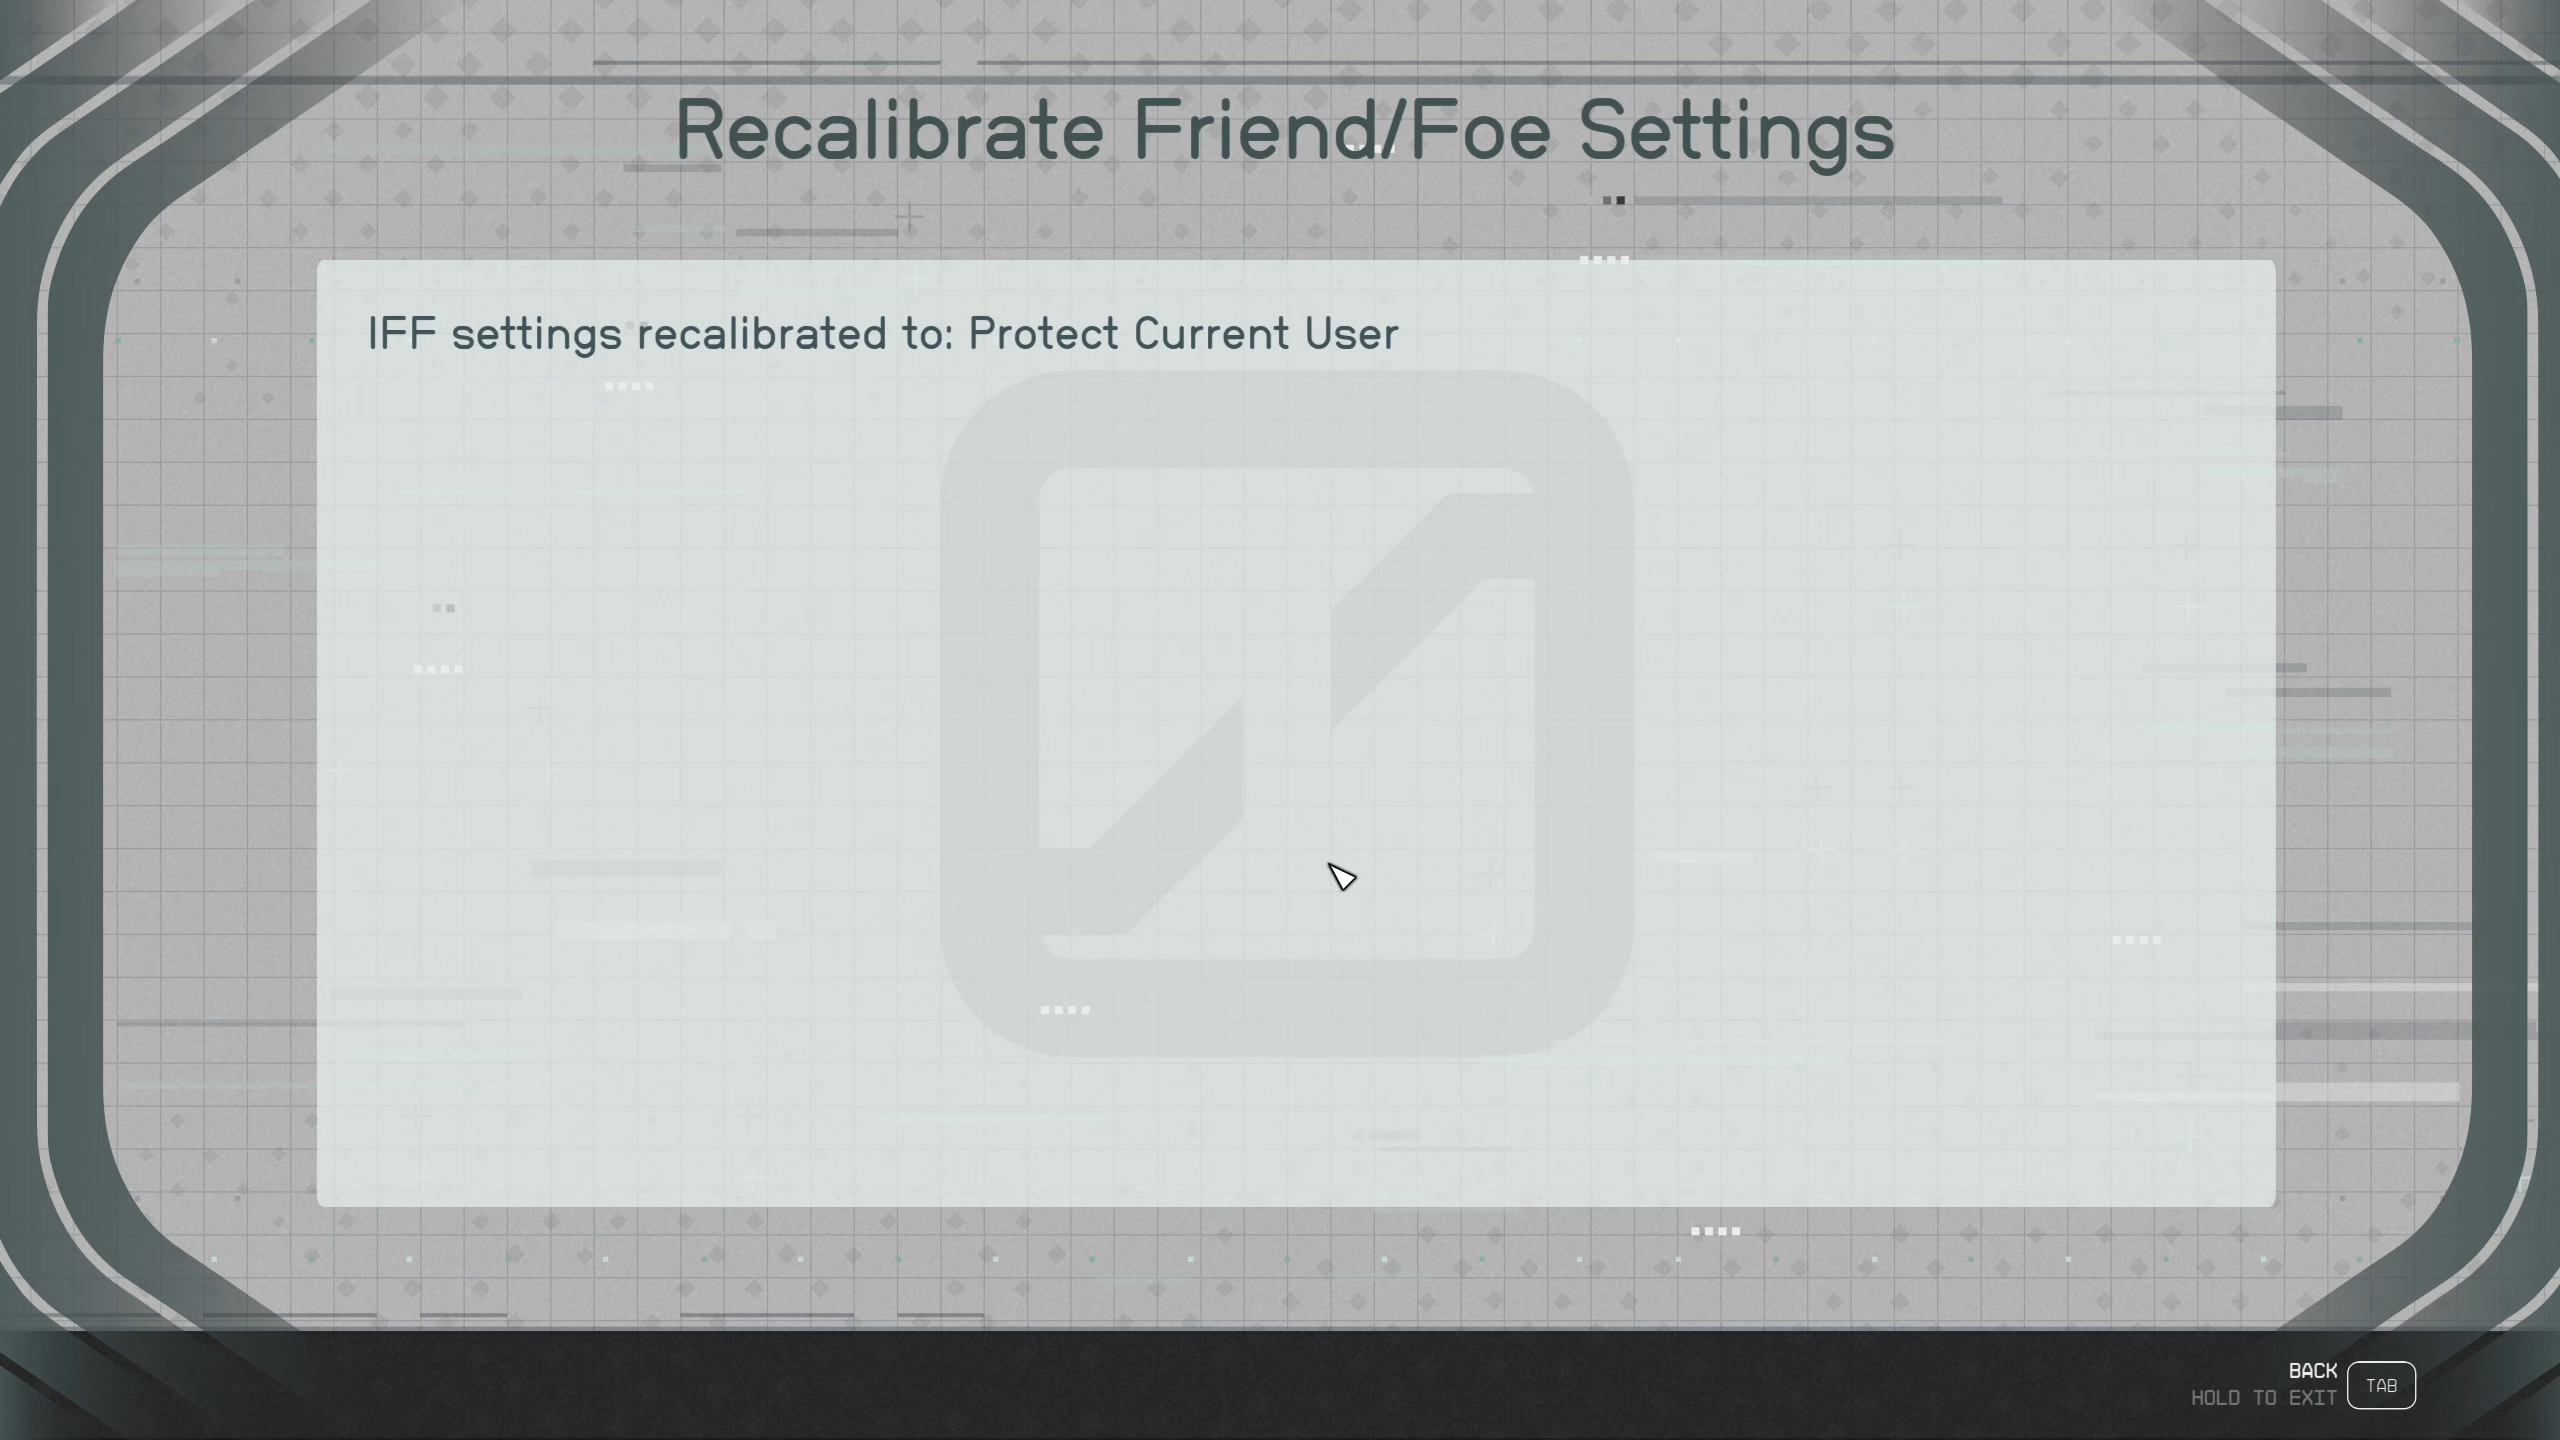 Recalibrate Friend/Foe Settings
IFF settings recalibrated to: Protect Current User
BACK
HOLD TO EXIT
TAB